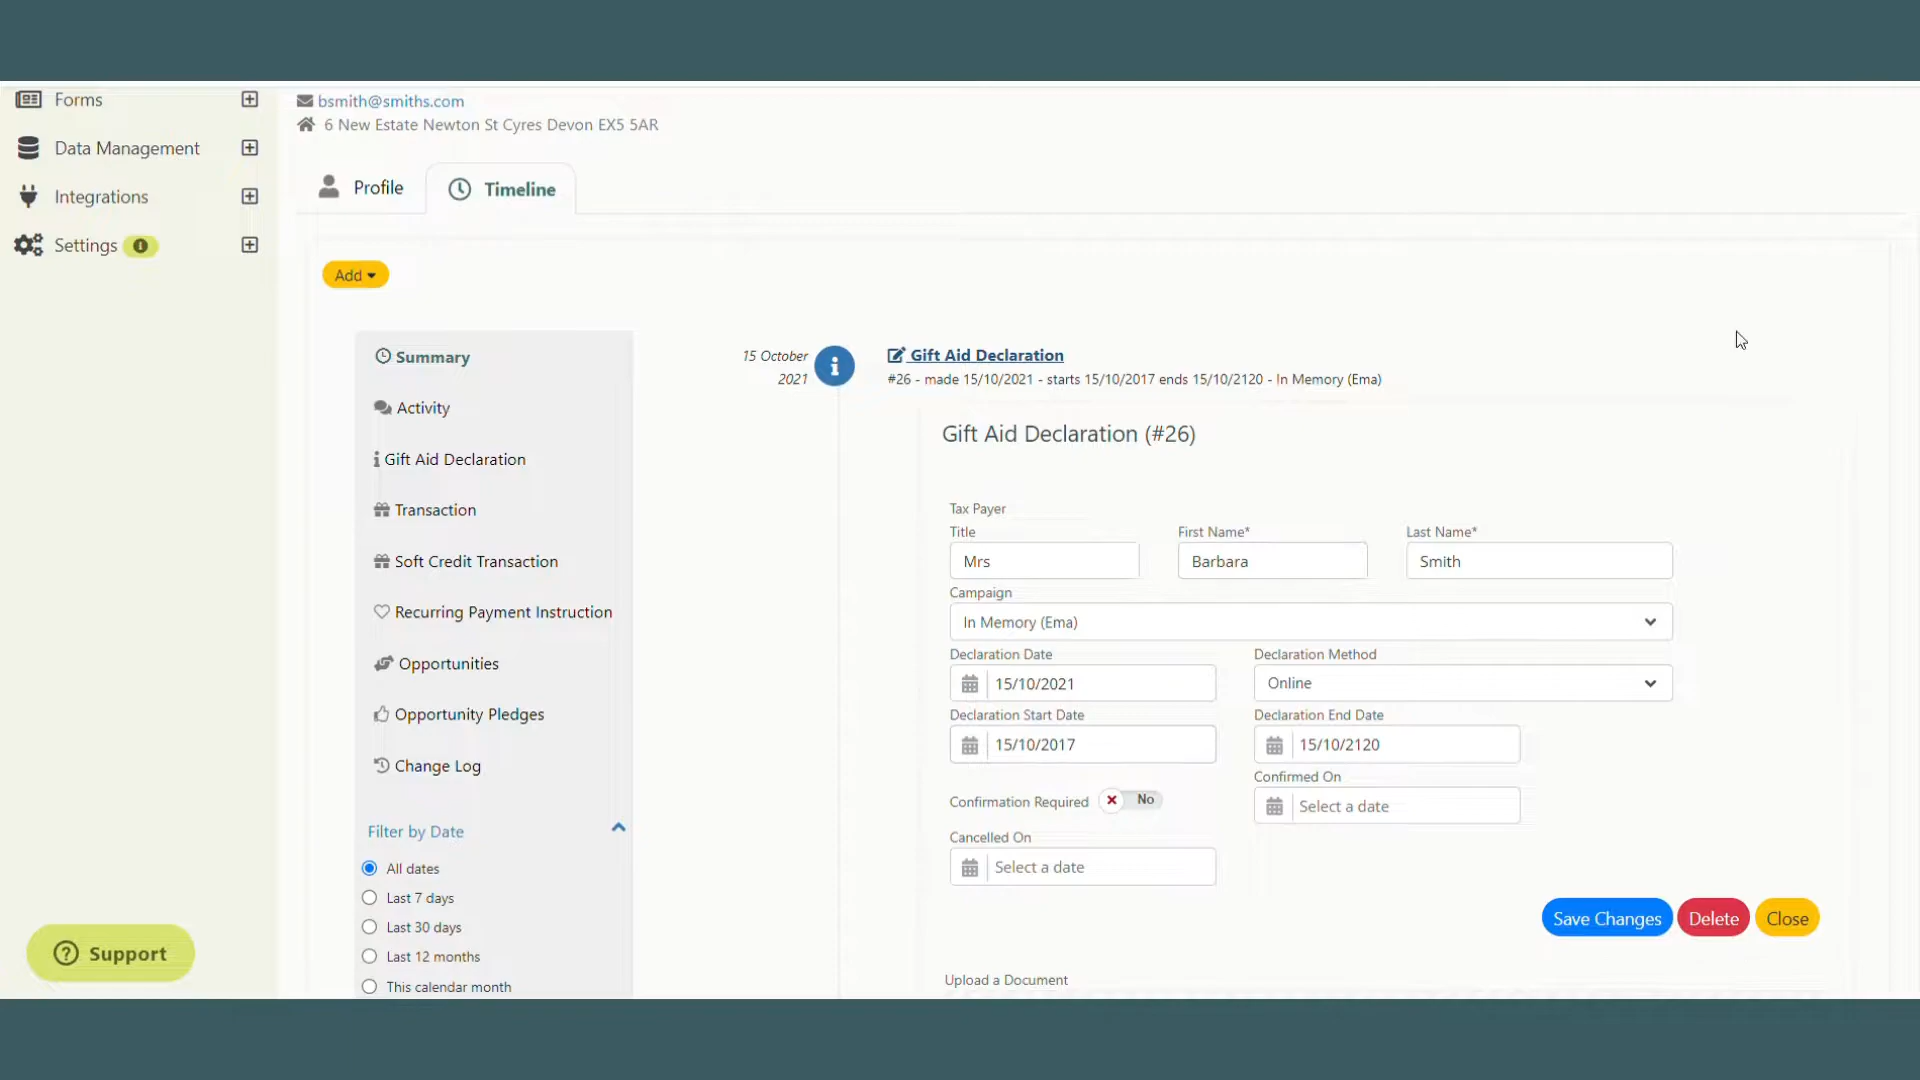 Forms
bsmith@smiths.com
6 New Estate Newton St Cyres Devon EX5 5AR
Data Management
Integrations
Settings
Profile
Timeline
Add
Summary
Activity
Gift Aid Declaration
Transaction
Soft Credit Transaction
Recurring Payment Instruction
Opportunities
Opportunity Pledges
Change Log
Filter by Date
All dates
Last 7 days
Last 30 days
Last 12 months
This calendar month
Support
15 October
2021
Gift Aid Declaration
#26 - made 15/10/2021 - starts 15/10/2017 ends 15/10/2120 - In Memory (Ema)
Gift Aid Declaration (#26)
Tax Payer
Title First Name* Last Name*
Mrs Barbara Smith
Campaign
In Memory (Ema)
Declaration Date Declaration Method
15/10/2021 Online
Declaration Start Date Declaration End Date
15/10/2017 15/10/2120
Confirmed On
Confirmation Required No Select a date
Cancelled On
Select a date
Save Changes Delete Close
Upload a Document